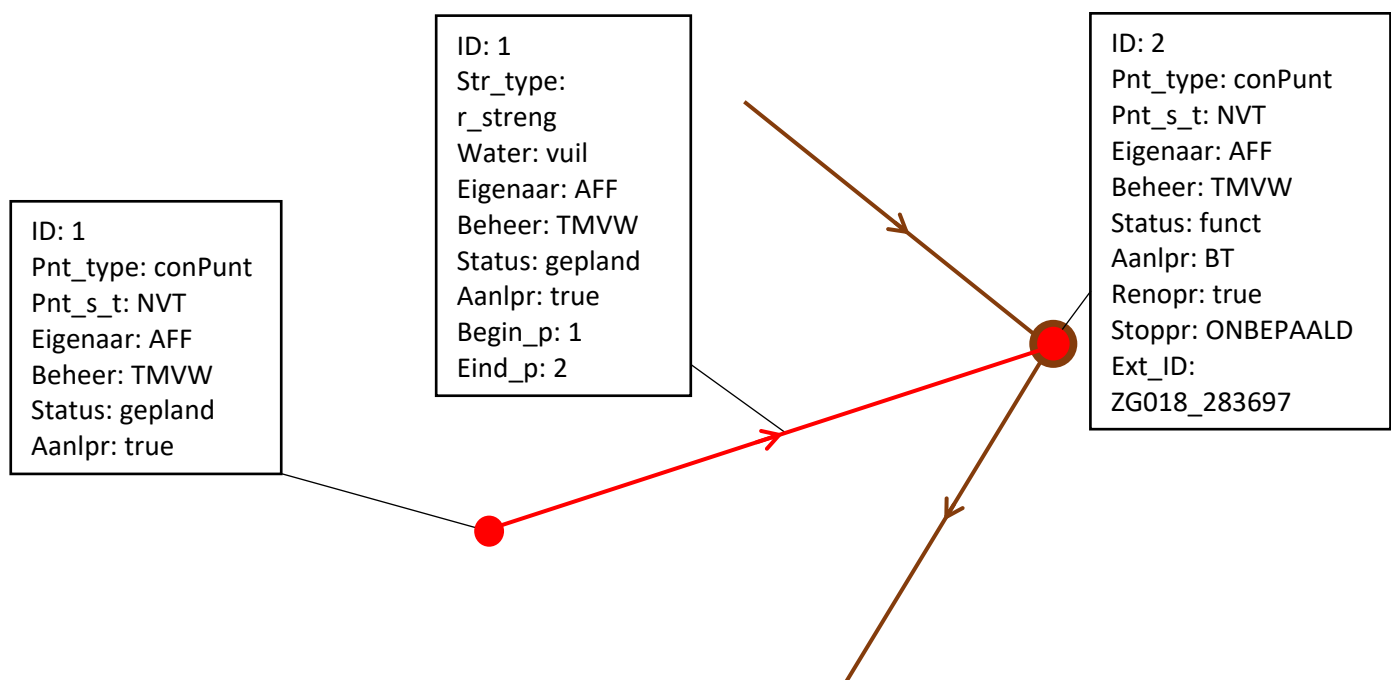 ID: 1
Pnt_type: conPunt
Pnt_s_t: NVT
Eigenaar: AFF
Beheer: TMVW
Status: gepland
Aanlpr: true
ID: 1
Str_type:
r_streng
Water: vuil
Eigenaar: AFF
Beheer: TMVW
Status: gepland
Aanlpr: true
Begin_p: 1
Eind_p: 2
ID: 2
Pnt_type: conPunt
Pnt_s_t: NVT
Eigenaar: AFF
Beheer: TMVW
Status: funct
Aanlpr: BT
Renopr: true
Stoppr: ONBEPAALD
Ext_ID:
ZG018_283697